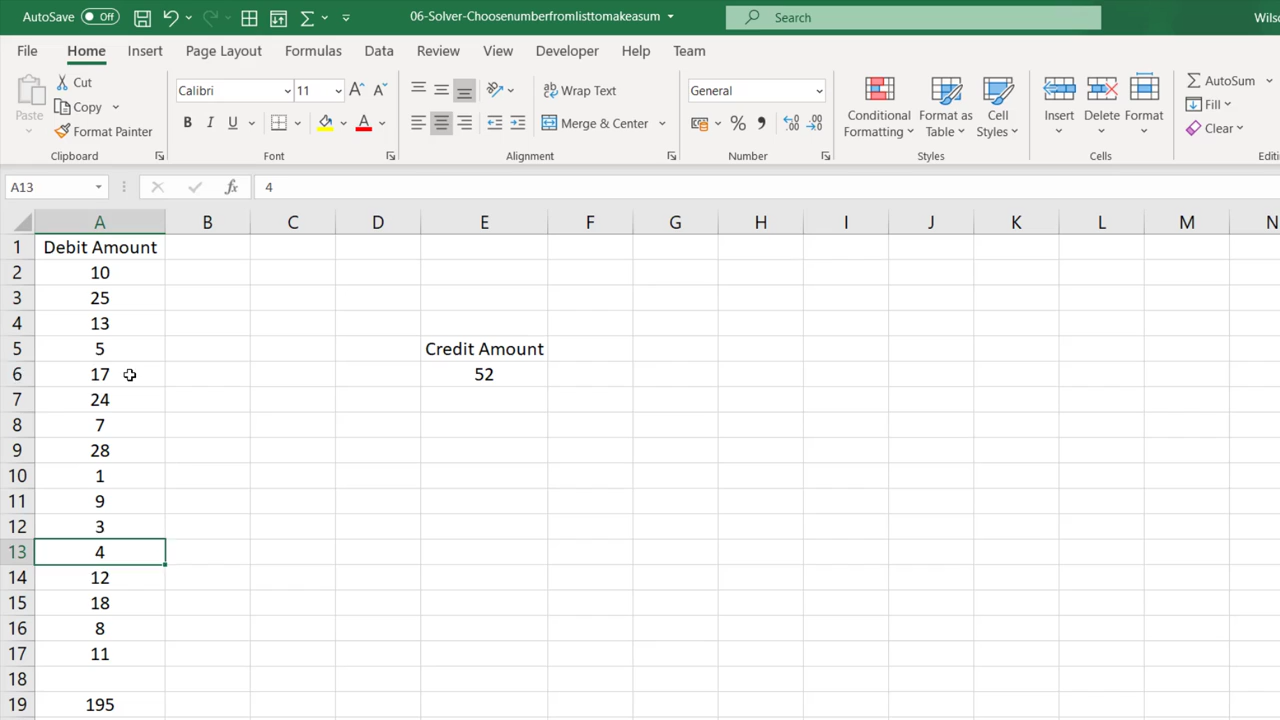 AutoSave Off 06-Solver-Choosenumberfromlisttomakeasum Search Wils
File Home Insert Page Layout Formulas Data Review View Developer Help Team
Paste Cut Copy Format Painter Clipboard
Calibri 11 A^ A˅ B I U A Font
ab Wrap Text Merge & Center Alignment
General % , Number
Conditional Formatting Format as Table Cell Styles Styles
Insert Delete Format Cells
AutoSum Fill Clear Editi
A13 fx 4
A B C D E F G H I J K L M N
1 Debit Amount
2 10
3 25
4 13
5 5 Credit Amount
6 17 52
7 24
8 7
9 28
10 1
11 9
12 3
13 4
14 12
15 18
16 8
17 11
18
19 195